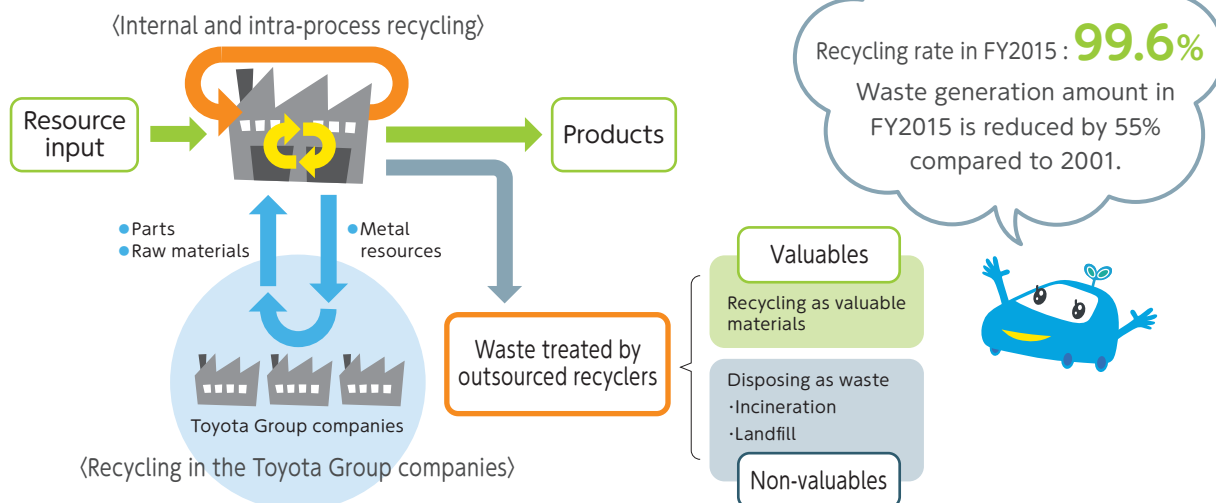 〈Internal and intra-process recycling〉
Resource
input
Products
●Parts
●Raw materials
●Metal
resources
Toyota Group companies
〈Recycling in the Toyota Group companies〉
Waste treated by
outsourced recyclers
Valuables
Recycling as valuable
materials
Disposing as waste
・Incineration
・Landfill
Non-valuables
Recycling rate in FY2015 : 99.6%
Waste generation amount in
FY2015 is reduced by 55%
compared to 2001.